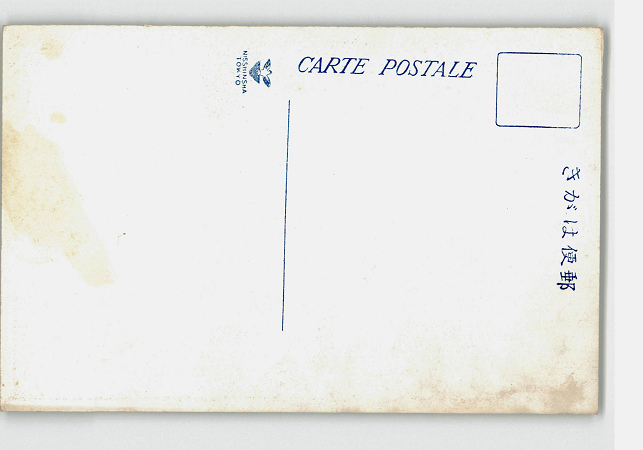 CARTE POSTALE
NISSHINSHA
TOKYO
きがは便郵